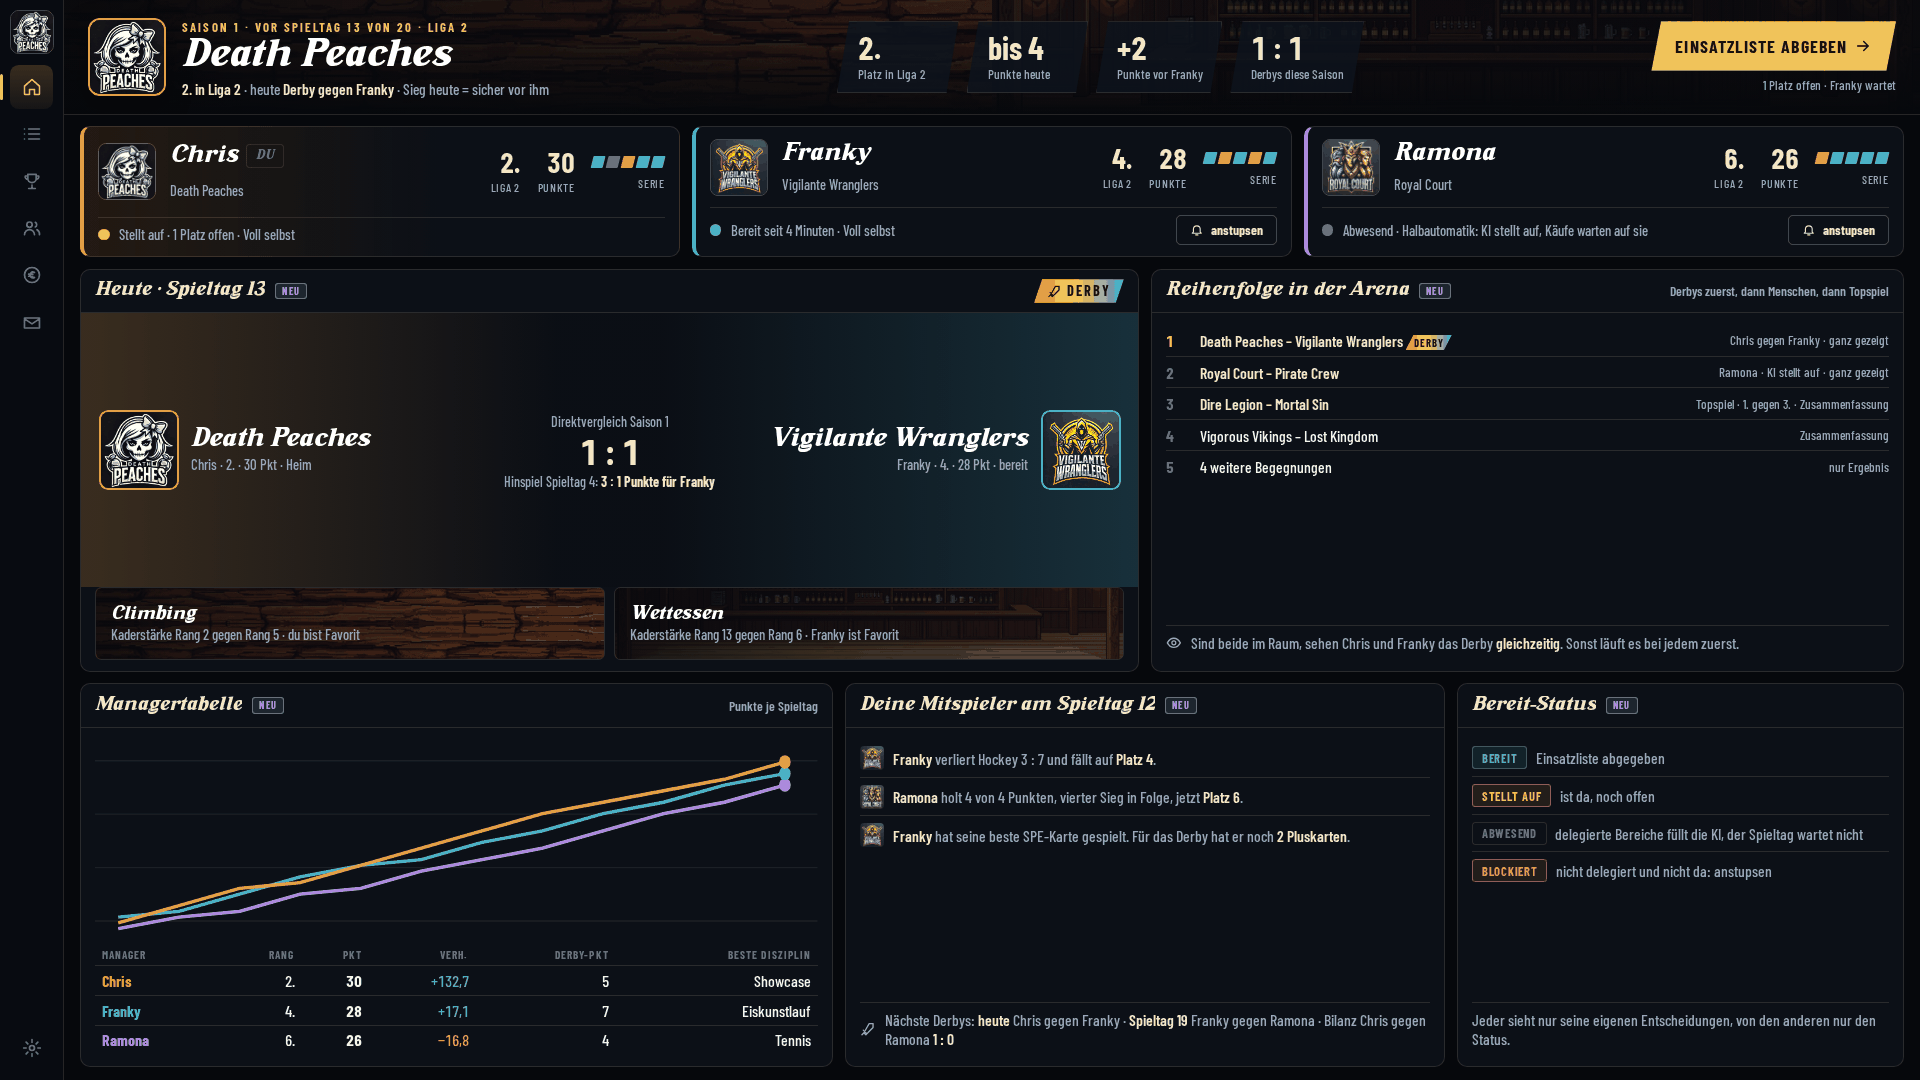 SAISON 1 · VOR SPIELTAG 13 VON 20 · LIGA 2
Death Peaches
2. in Liga 2 · heute Derby gegen Franky · Sieg heute = sicher vor ihm
2.
Platz in Liga 2
bis 4
Punkte heute
+2
Punkte vor Franky
1 : 1
Derbys diese Saison
EINSATZLISTE ABGEBEN →
1 Platz offen · Franky wartet
DEATH
PEACHES
Chris DU
Death Peaches
2.
LIGA 2
30
PUNKTE
SERIE
Stellt auf · 1 Platz offen · Voll selbst
VIGILANTE
WRANGLERS
Franky
Vigilante Wranglers
4.
LIGA 2
28
PUNKTE
SERIE
Bereit seit 4 Minuten · Voll selbst
anstupsen
ROYAL COURT
Ramona
Royal Court
6.
LIGA 2
26
PUNKTE
SERIE
Abwesend · Halbautomatik: KI stellt auf, Käufe warten auf sie
anstupsen
Heute · Spieltag 13 NEU
DERBY
DEATH
PEACHES
Death Peaches
Chris · 2. · 30 Pkt · Heim
Direktvergleich Saison 1
1 : 1
Hinspiel Spieltag 4: 3 : 1 Punkte für Franky
Vigilante Wranglers
Franky · 4. · 28 Pkt · bereit
VIGILANTE
WRANGLERS
Climbing
Kaderstärke Rang 2 gegen Rang 5 · du bist Favorit
Wettessen
Kaderstärke Rang 13 gegen Rang 6 · Franky ist Favorit
Reihenfolge in der Arena NEU
Derbys zuerst, dann Menschen, dann Topspiel
1 Death Peaches – Vigilante Wranglers DERBY Chris gegen Franky · ganz gezeigt
2 Royal Court – Pirate Crew Ramona · KI stellt auf · ganz gezeigt
3 Dire Legion – Mortal Sin Topspiel · 1. gegen 3. · Zusammenfassung
4 Vigorous Vikings – Lost Kingdom Zusammenfassung
5 4 weitere Begegnungen nur Ergebnis
Sind beide im Raum, sehen Chris und Franky das Derby gleichzeitig. Sonst läuft es bei jedem zuerst.
Managertabelle NEU
Punkte je Spieltag
MANAGER RANG PKT VERH. DERBY-PKT BESTE DISZIPLIN
Chris 2. 30 +132,7 5 Showcase
Franky 4. 28 +17,1 7 Eiskunstlauf
Ramona 6. 26 −16,8 4 Tennis
Deine Mitspieler am Spieltag 12 NEU
Franky verliert Hockey 3 : 7 und fällt auf Platz 4.
Ramona holt 4 von 4 Punkten, vierter Sieg in Folge, jetzt Platz 6.
Franky hat seine beste SPE-Karte gespielt. Für das Derby hat er noch 2 Pluskarten.
Nächste Derbys: heute Chris gegen Franky · Spieltag 19 Franky gegen Ramona · Bilanz Chris gegen
Ramona 1 : 0
Bereit-Status NEU
BEREIT Einsatzliste abgegeben
STELLT AUF ist da, noch offen
ABWESEND delegierte Bereiche füllt die KI, der Spieltag wartet nicht
BLOCKIERT nicht delegiert und nicht da: anstupsen
Jeder sieht nur seine eigenen Entscheidungen, von den anderen nur den
Status.